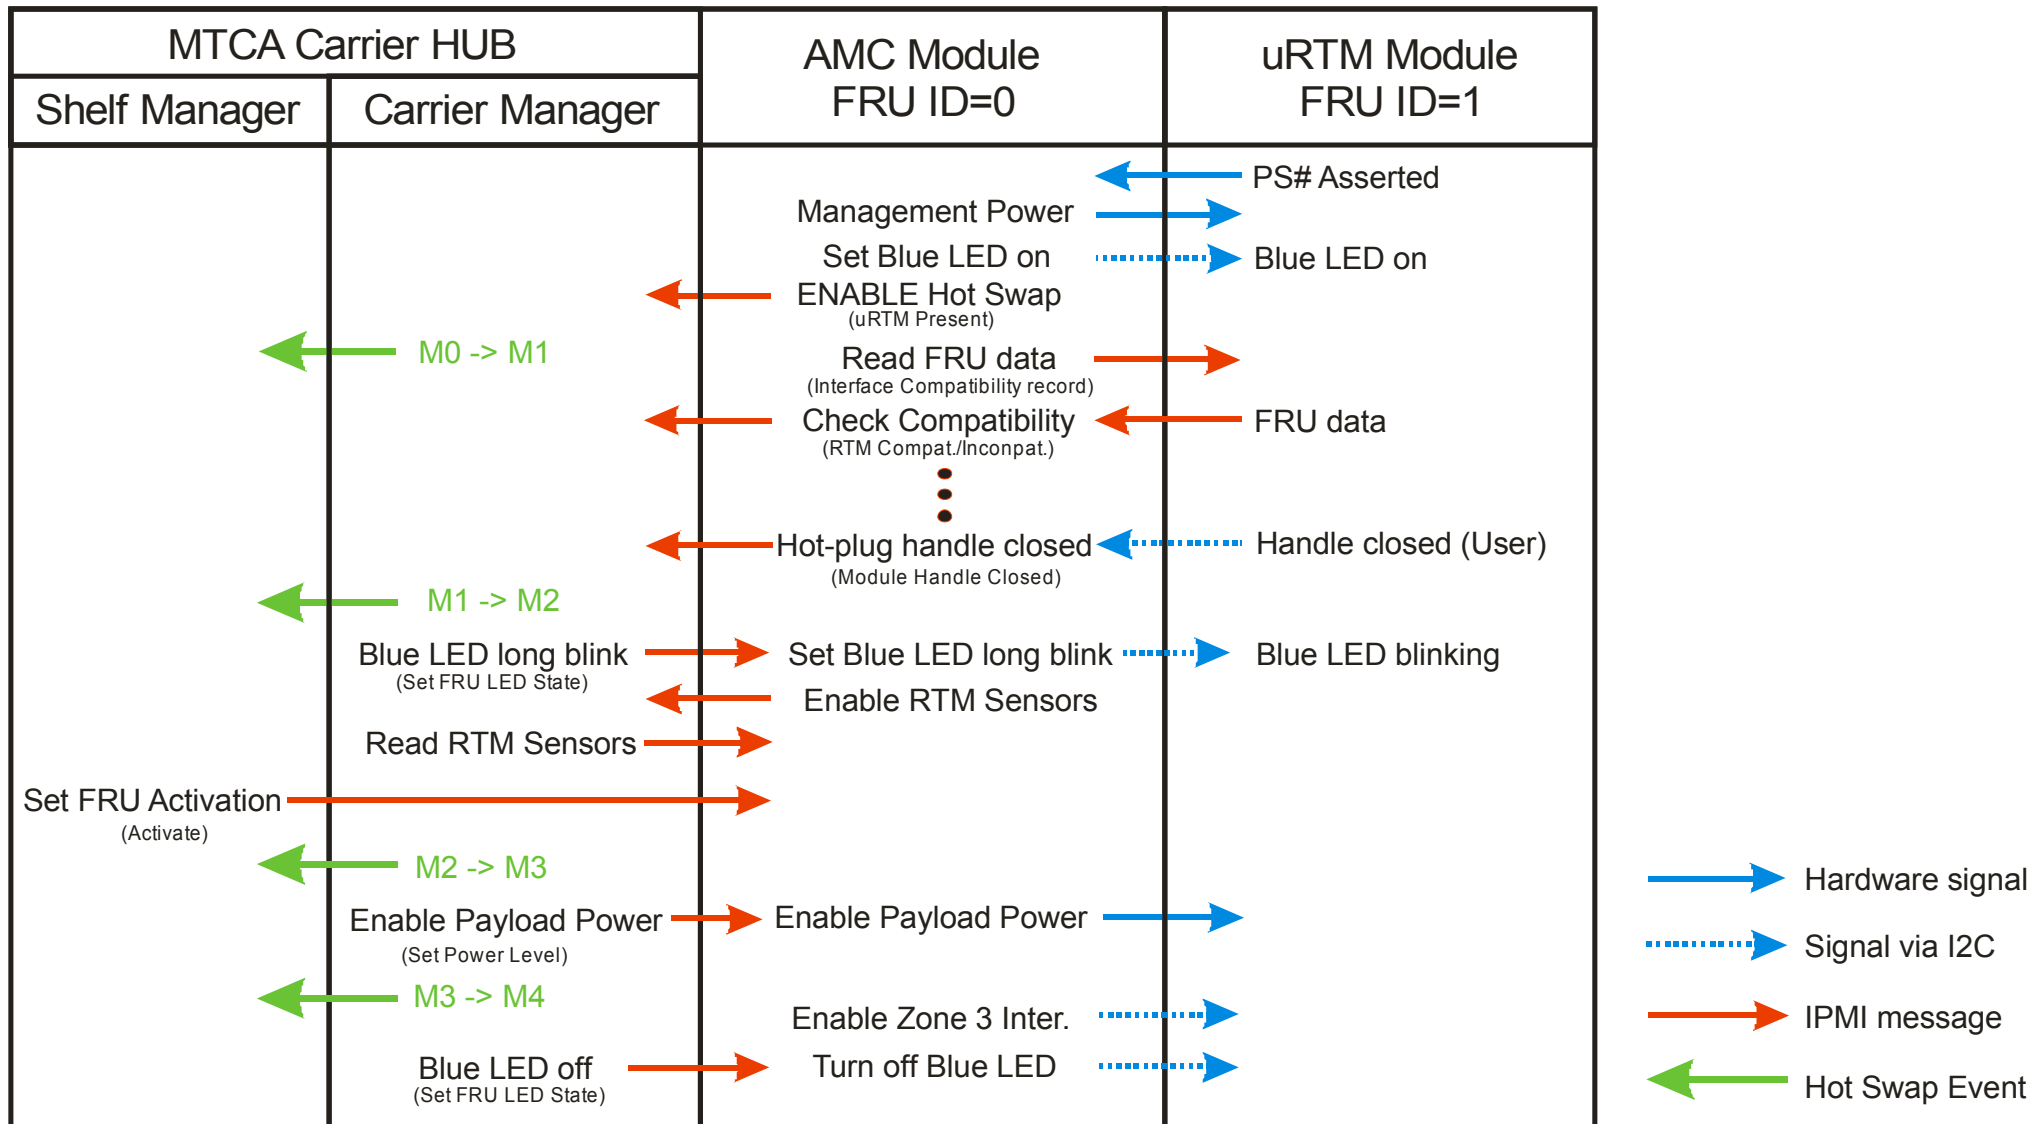 MTCA Carrier HUB
Shelf Manager
Carrier Manager
AMC Module
FRU ID=0
uRTM Module
FRU ID=1
PS# Asserted
Management Power
Set Blue LED on
Blue LED on
ENABLE Hot Swap
(uRTM Present)
M0 -> M1
Read FRU data
(Interface Compatibility record)
Check Compatibility
(RTM Compat./Inconpat.)
FRU data
Hot-plug handle closed
(Module Handle Closed)
Handle closed (User)
M1 -> M2
Blue LED long blink
(Set FRU LED State)
Set Blue LED long blink
Blue LED blinking
Enable RTM Sensors
Read RTM Sensors
Set FRU Activation
(Activate)
M2 -> M3
Enable Payload Power
(Set Power Level)
Enable Payload Power
M3 -> M4
Enable Zone 3 Inter.
Blue LED off
(Set FRU LED State)
Turn off Blue LED
Hardware signal
Signal via I2C
IPMI message
Hot Swap Event